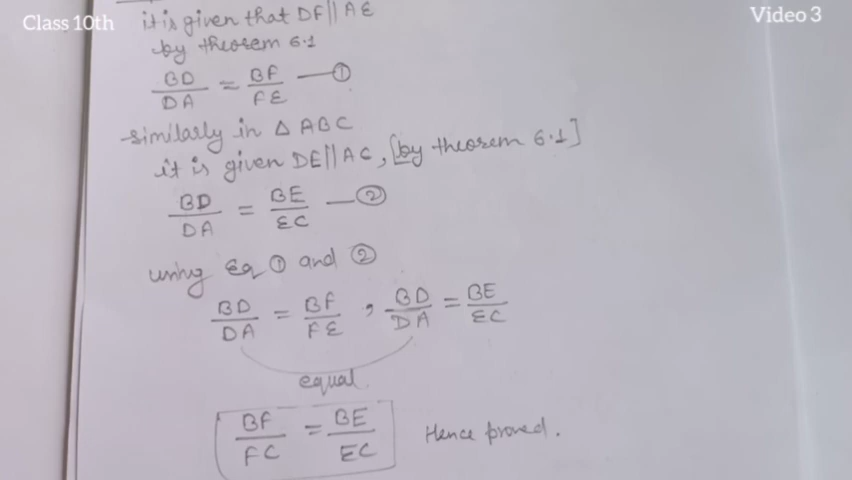 Class 10th
Video 3
it is given that DF||AE
by theorem 6.1
BD/DA = BF/FE —①
similarly in △ ABC
it is given DE||AC, [by theorem 6.1]
BD/DA = BE/EC —②
using Eq ① and ②
BD/DA = BF/FE , BD/DA = BE/EC
equal
BF/FC = BE/EC Hence proved.